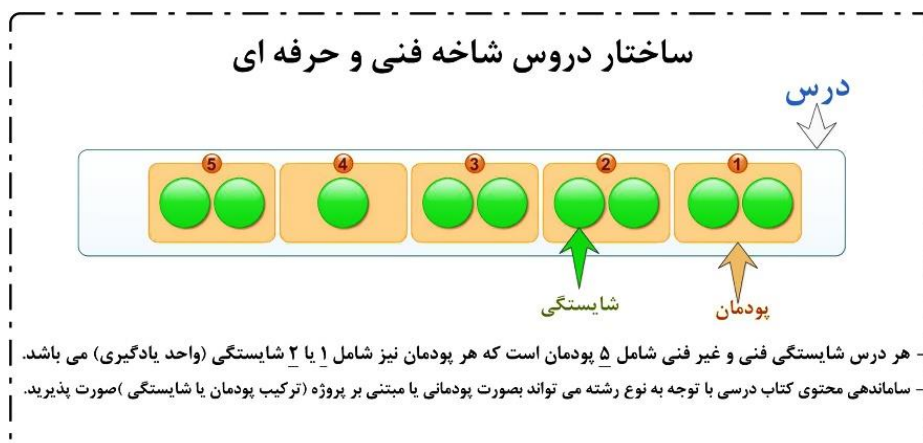 ساختار دروس شاخه فنی و حرفه ای
درس
1 2 3 4 5
شایستگی
پودمان
- هر درس شایستگی فنی و غیر فنی شامل ۵ پودمان است که هر پودمان نیز شامل ۱ یا ۲ شایستگی (واحد یادگیری) می باشد.
- ساماندهی محتوی کتاب درسی با توجه به نوع رشته می تواند بصورت پودمانی یا مبتنی بر پروژه (ترکیب پودمان یا شایستگی )صورت پذیرید.